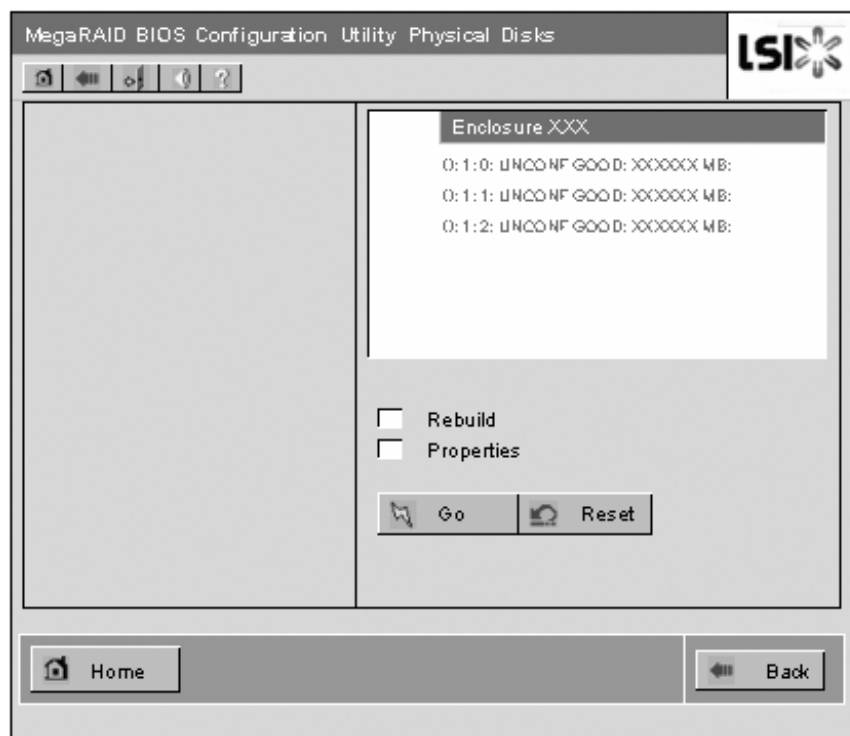 MegaRAID BIOS Configuration Utility Physical Disks
LSI
?
Enclosure XXX
0:1:0: UNCONF GOOD: XXXXXX MB:
0:1:1: UNCONF GOOD: XXXXXX MB:
0:1:2: UNCONF GOOD: XXXXXX MB:
Rebuild
Properties
Go
Reset
Home
Back